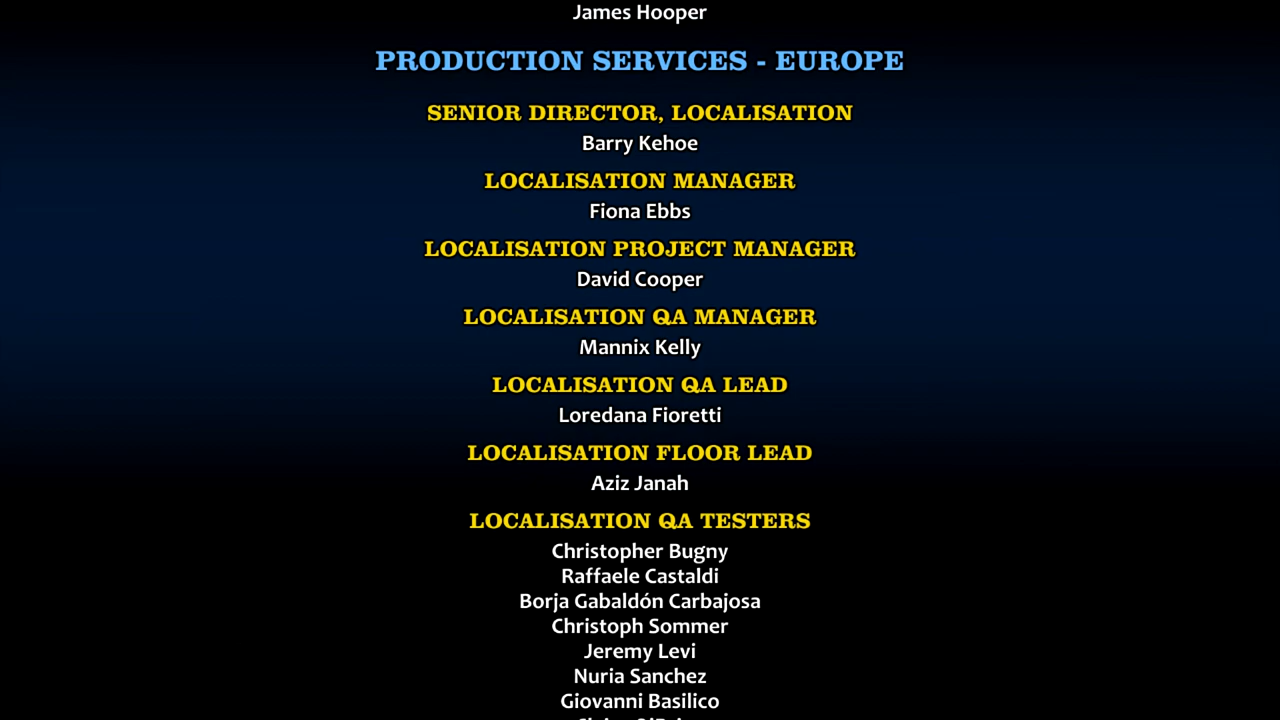 James Hooper
PRODUCTION SERVICES - EUROPE
SENIOR DIRECTOR, LOCALISATION
Barry Kehoe
LOCALISATION MANAGER
Fiona Ebbs
LOCALISATION PROJECT MANAGER
David Cooper
LOCALISATION QA MANAGER
Mannix Kelly
LOCALISATION QA LEAD
Loredana Fioretti
LOCALISATION FLOOR LEAD
Aziz Janah
LOCALISATION QA TESTERS
Christopher Bugny
Raffaele Castaldi
Borja Gabaldón Carbajosa
Christoph Sommer
Jeremy Levi
Nuria Sanchez
Giovanni Basilico